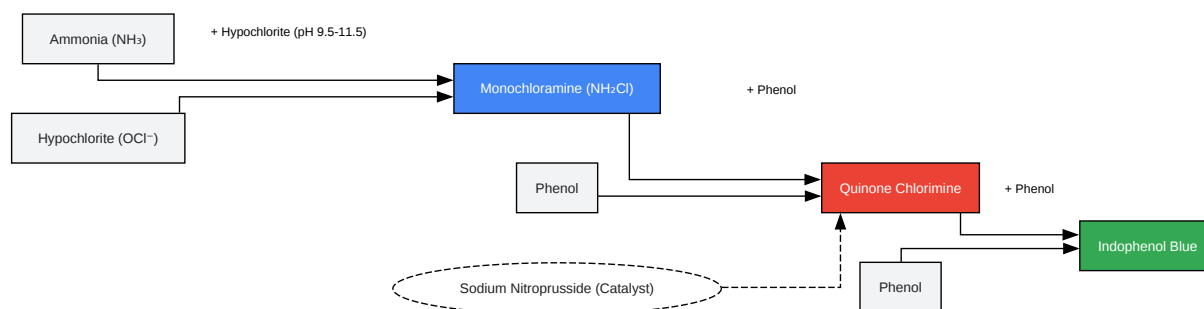 Ammonia (NH₃)
+ Hypochlorite (pH 9.5-11.5)
Monochloramine (NH₂Cl)
+ Phenol
Hypochlorite (OCl⁻)
Phenol
Quinone Chlorimine
+ Phenol
Indophenol Blue
Sodium Nitroprusside (Catalyst)
Phenol